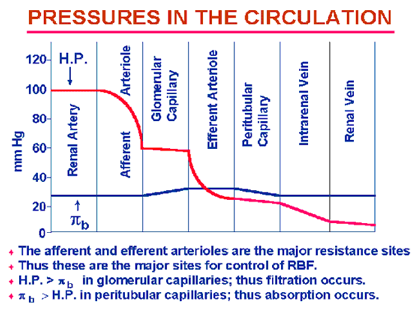 PRESSURES IN THE CIRCULATION
120
100
80
60
40
20
0
mm Hg
H.P.
πb
Renal Artery
Afferent Arteriole
Glomerular
Capillary
Efferent Arteriole
Peritubular
Capillary
Intrarenal Vein
Renal Vein
+ The afferent and efferent arterioles are the major resistance sites
+ Thus these are the major sites for control of RBF.
+ H.P. > πb in glomerular capillaries; thus filtration occurs.
+ πb > H.P. in peritubular capillaries; thus absorption occurs.